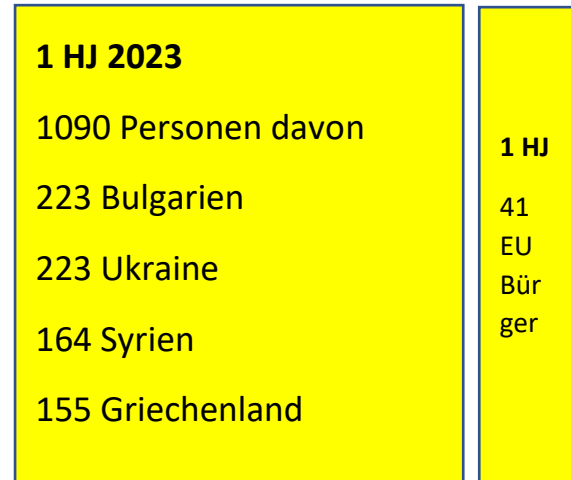 1 HJ 2023
1090 Personen davon
223 Bulgarien
223 Ukraine
164 Syrien
155 Griechenland
1 HJ
41
EU
Bür
ger